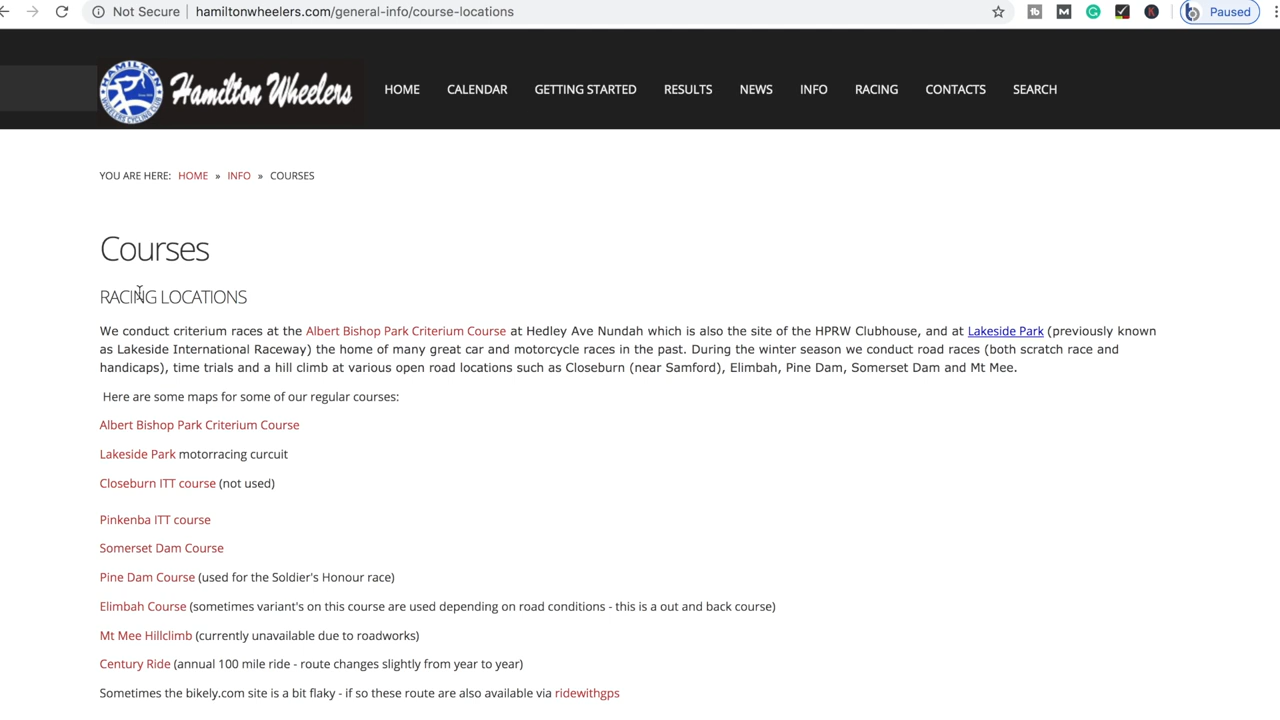 Not Secure | hamiltonwheelers.com/general-info/course-locations
Paused
Hamilton Wheelers HOME CALENDAR GETTING STARTED RESULTS NEWS INFO RACING CONTACTS SEARCH
YOU ARE HERE: HOME » INFO » COURSES
Courses
RACING LOCATIONS
We conduct criterium races at the Albert Bishop Park Criterium Course at Hedley Ave Nundah which is also the site of the HPRW Clubhouse, and at Lakeside Park (previously known
as Lakeside International Raceway) the home of many great car and motorcycle races in the past. During the winter season we conduct road races (both scratch race and
handicaps), time trials and a hill climb at various open road locations such as Closeburn (near Samford), Elimbah, Pine Dam, Somerset Dam and Mt Mee.
Here are some maps for some of our regular courses:
Albert Bishop Park Criterium Course
Lakeside Park motorracing curcuit
Closeburn ITT course (not used)
Pinkenba ITT course
Somerset Dam Course
Pine Dam Course (used for the Soldier's Honour race)
Elimbah Course (sometimes variant's on this course are used depending on road conditions - this is a out and back course)
Mt Mee Hillclimb (currently unavailable due to roadworks)
Century Ride (annual 100 mile ride - route changes slightly from year to year)
Sometimes the bikely.com site is a bit flaky - if so these route are also available via ridewithgps